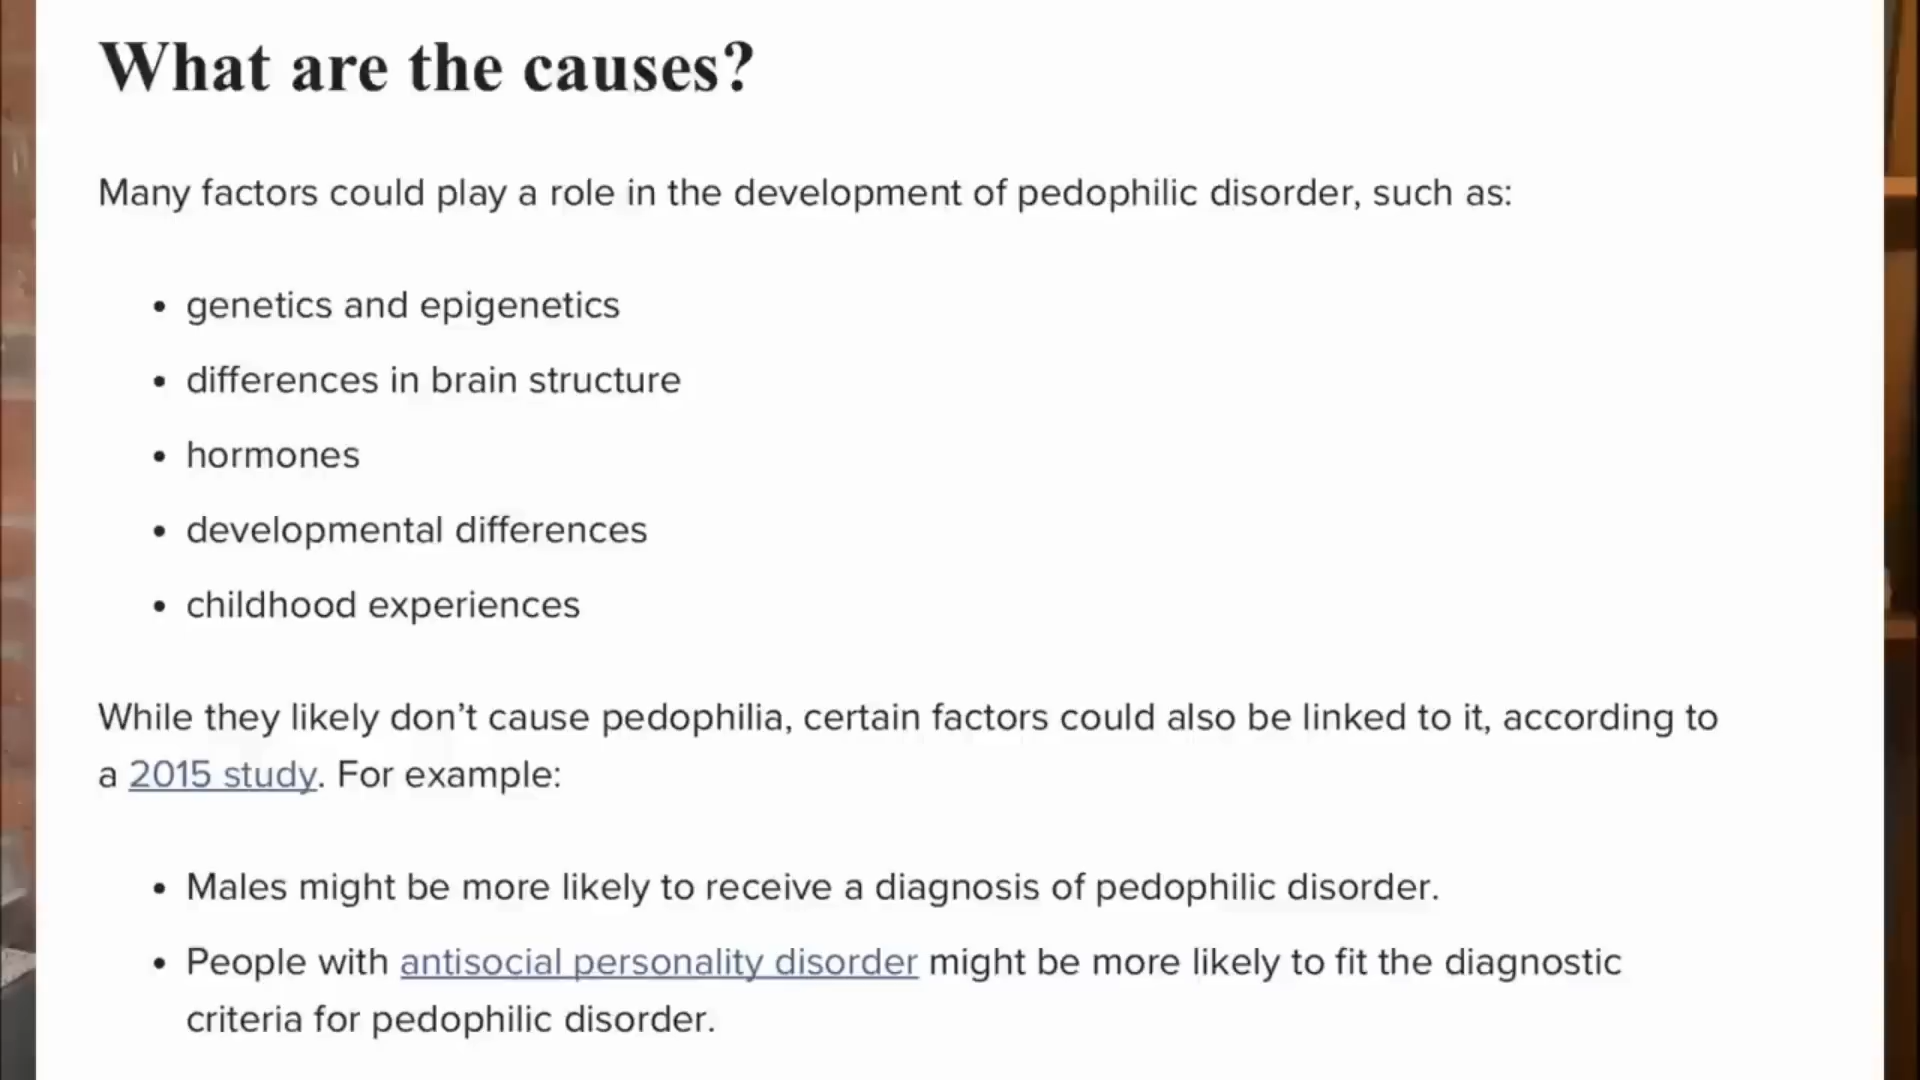 What are the causes?
Many factors could play a role in the development of pedophilic disorder, such as:
• genetics and epigenetics
• differences in brain structure
• hormones
• developmental differences
• childhood experiences
While they likely don’t cause pedophilia, certain factors could also be linked to it, according to
a 2015 study. For example:
• Males might be more likely to receive a diagnosis of pedophilic disorder.
• People with antisocial personality disorder might be more likely to fit the diagnostic
criteria for pedophilic disorder.